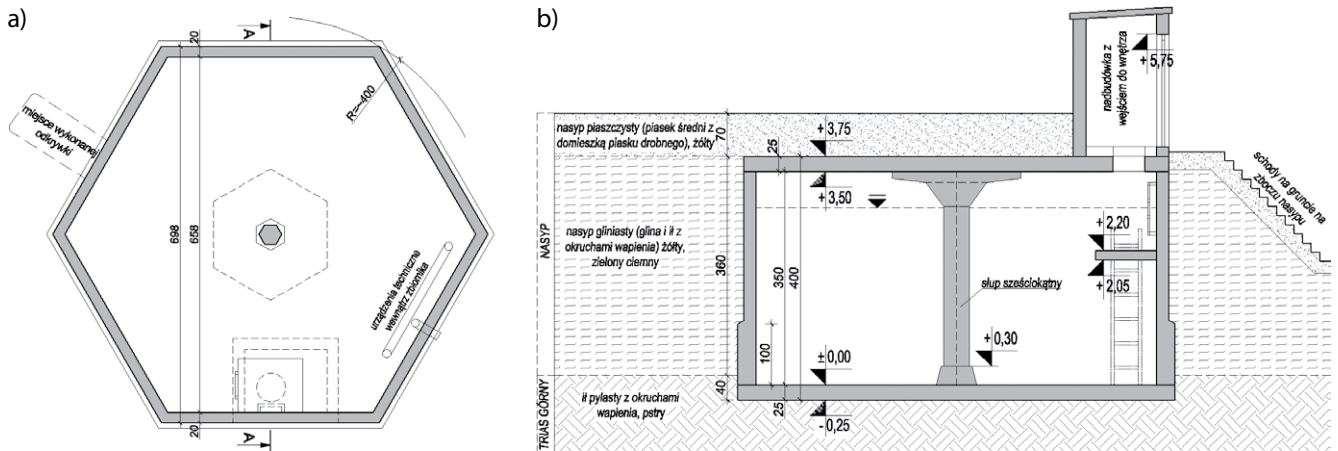 a)
A
20
698
658
R=~400
miejsce wykonanej
odkrywki
urządzenia techniczne
wewnątrz zbiornika
20
A
b)
nadbudówka z
wejściem do wnętrza
+ 5,75
nasyp piaszczysty (piasek średni z
domieszką piasku drobnego), żółty
70
25
+ 3,75
+ 3,50
schody na gruncie na
zboczu nasypu
NASYP
nasyp gliniasty (glina i ił z
okruchami wapienia) żółty,
zielony ciemny
360
350
400
+ 2,20
+ 2,05
słup sześciokątny
100
± 0,00
+ 0,30
TRIAS GÓRNY
ił pylasty z okruchami
wapienia, pstry
40
25
- 0,25